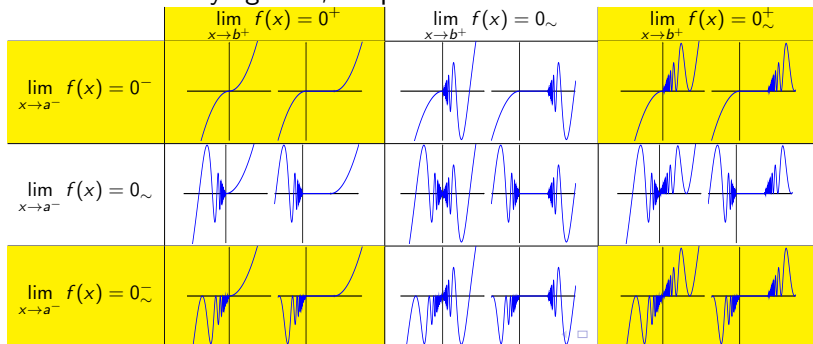 lim x→b⁺ f(x) = 0⁺ lim x→b⁺ f(x) = 0∼ lim x→b⁺ f(x) = 0∼⁺
lim x→a⁻ f(x) = 0⁻
lim x→a⁻ f(x) = 0∼
lim x→a⁻ f(x) = 0∼⁻